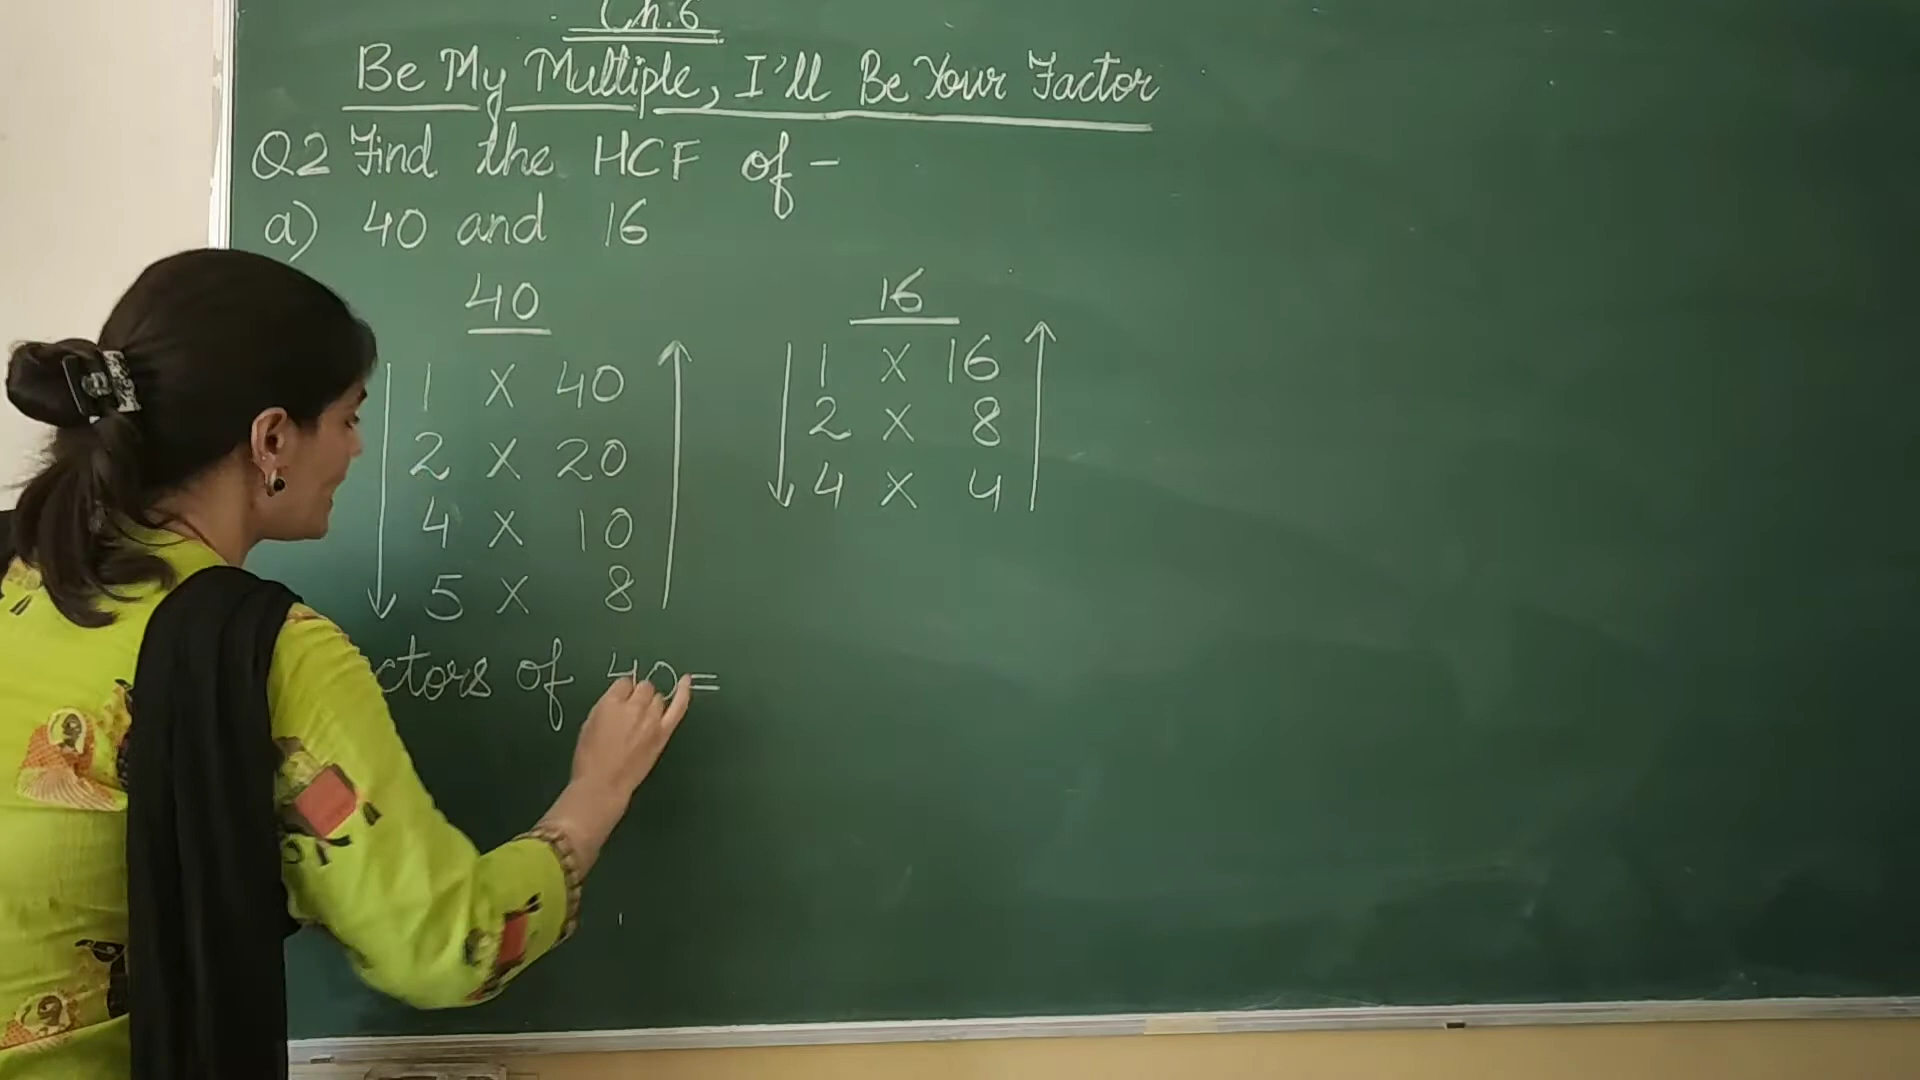 Ch.6
Be My Multiple, I'll Be Your Factor
Q2 Find the HCF of -
a) 40 and 16
40
1 X 40
2 X 20
4 X 10
5 X 8
16
1 X 16
2 X 8
4 X 4
ctors of 40=